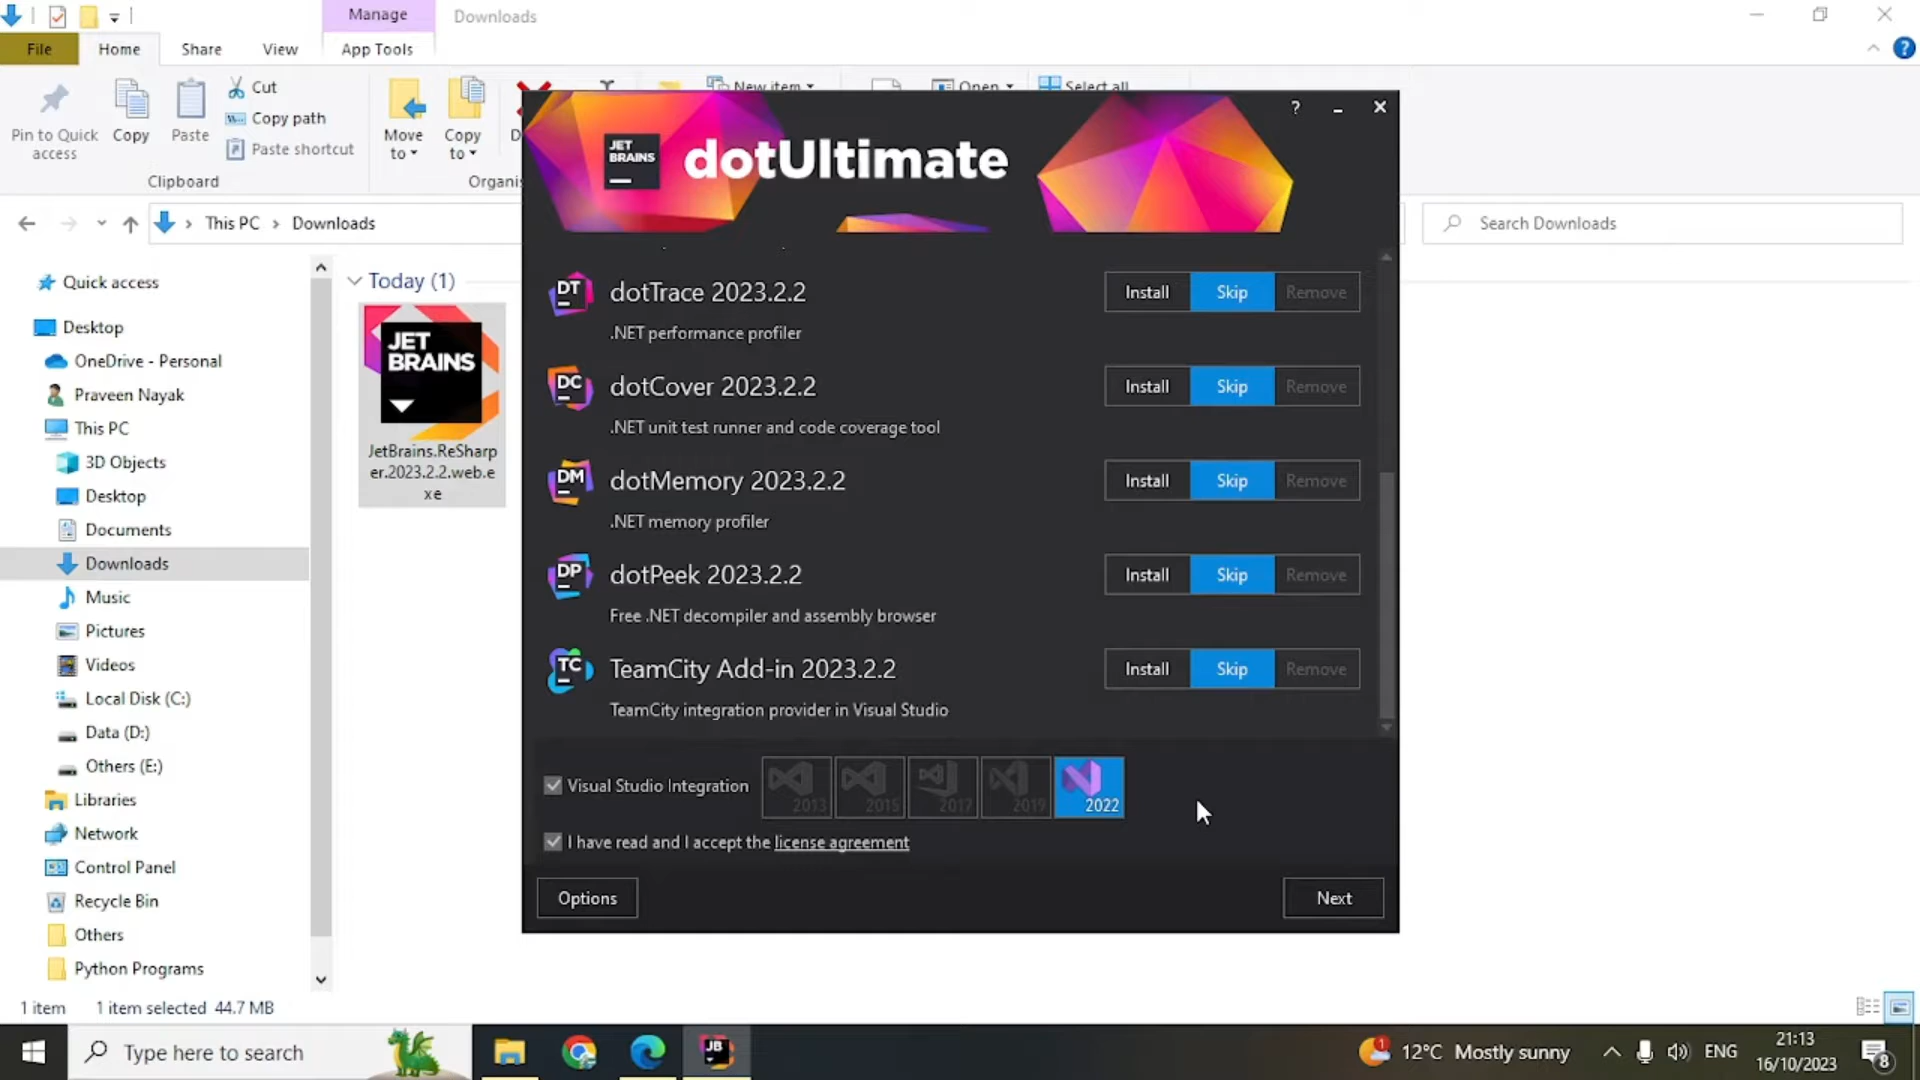 Manage
Downloads
File
Home
Share
View
App Tools
Pin to Quick
access
Copy
Paste
Cut
Copy path
Paste shortcut
Clipboard
Move
to
Copy
to
New item
Open
Select all
This PC > Downloads
Search Downloads
Quick access
Desktop
OneDrive - Personal
Praveen Nayak
This PC
3D Objects
Desktop
Documents
Downloads
Music
Pictures
Videos
Local Disk (C:)
Data (D:)
Others (E:)
Libraries
Network
Control Panel
Recycle Bin
Others
Python Programs
Today (1)
JET
BRAINS
JetBrains.ReSharp
er.2023.2.2.web.e
xe
JET
BRAINS
dotUltimate
?
DT
dotTrace 2023.2.2
Install Skip Remove
.NET performance profiler
DC
dotCover 2023.2.2
Install Skip Remove
.NET unit test runner and code coverage tool
DM
dotMemory 2023.2.2
Install Skip Remove
.NET memory profiler
DP
dotPeek 2023.2.2
Install Skip Remove
Free .NET decompiler and assembly browser
TC
TeamCity Add-in 2023.2.2
Install Skip Remove
TeamCity integration provider in Visual Studio
Visual Studio Integration
2013 2015 2017 2019 2022
I have read and I accept the license agreement
Options
Next
1 item 1 item selected 44.7 MB
Type here to search
JB
1
12°C Mostly sunny
ENG
21:13
16/10/2023
8